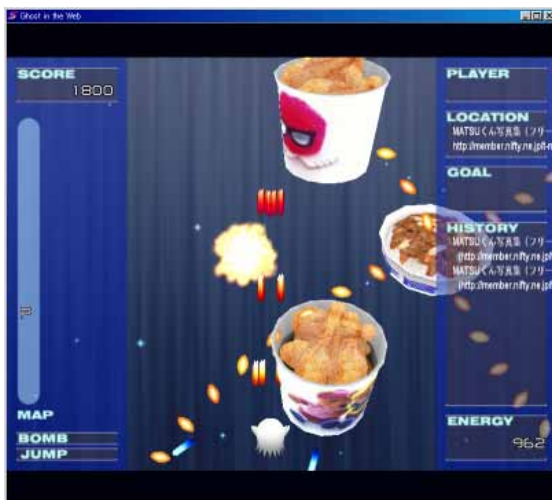 Ghost in the Web
SCORE
1800
MAP
BOMB
JUMP
PLAYER
LOCATION
MATSUくん写真集（フリー
http://member.nifty.ne.jp/t-n
GOAL
HISTORY
MATSUくん写真集（フリー
(http://member.nifty.ne.jp/
MATSUくん写真集（フリー
(http://member.nifty.ne.jp/
ENERGY
962